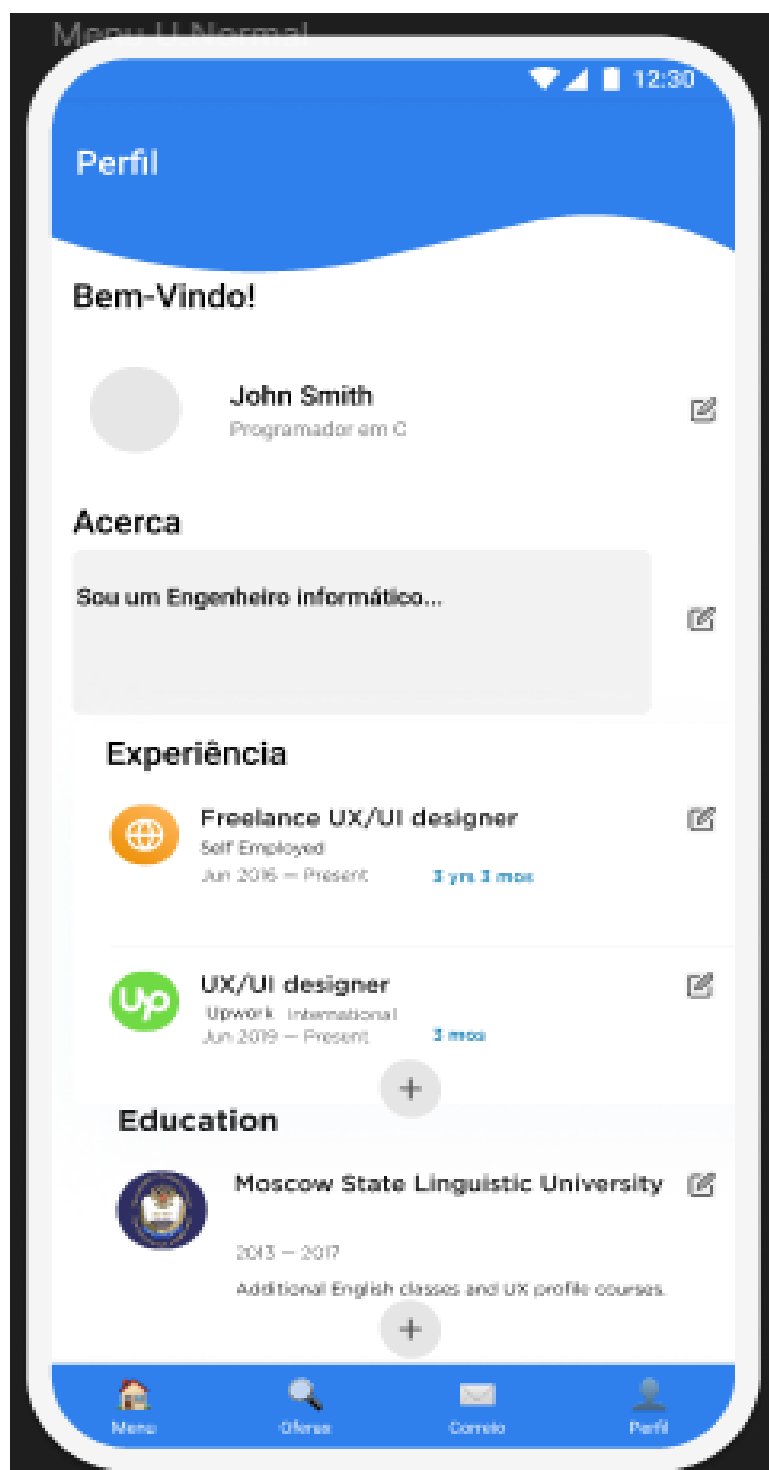 Menu U Normal
12:30
Perfil
Bem-Vindo!
John Smith
Programador em C
Acerca
Sou um Engenheiro informático...
Experiência
Freelance UX/UI designer
Self Employed
Jun 2016 — Present 3 yrs 3 mos
Up
UX/UI designer
Upwork International
Jun 2019 — Present 3 mos
+
Education
Moscow State Linguistic University
2013 — 2017
Additional English classes and UX profile courses.
+
Menu Correio Perfil